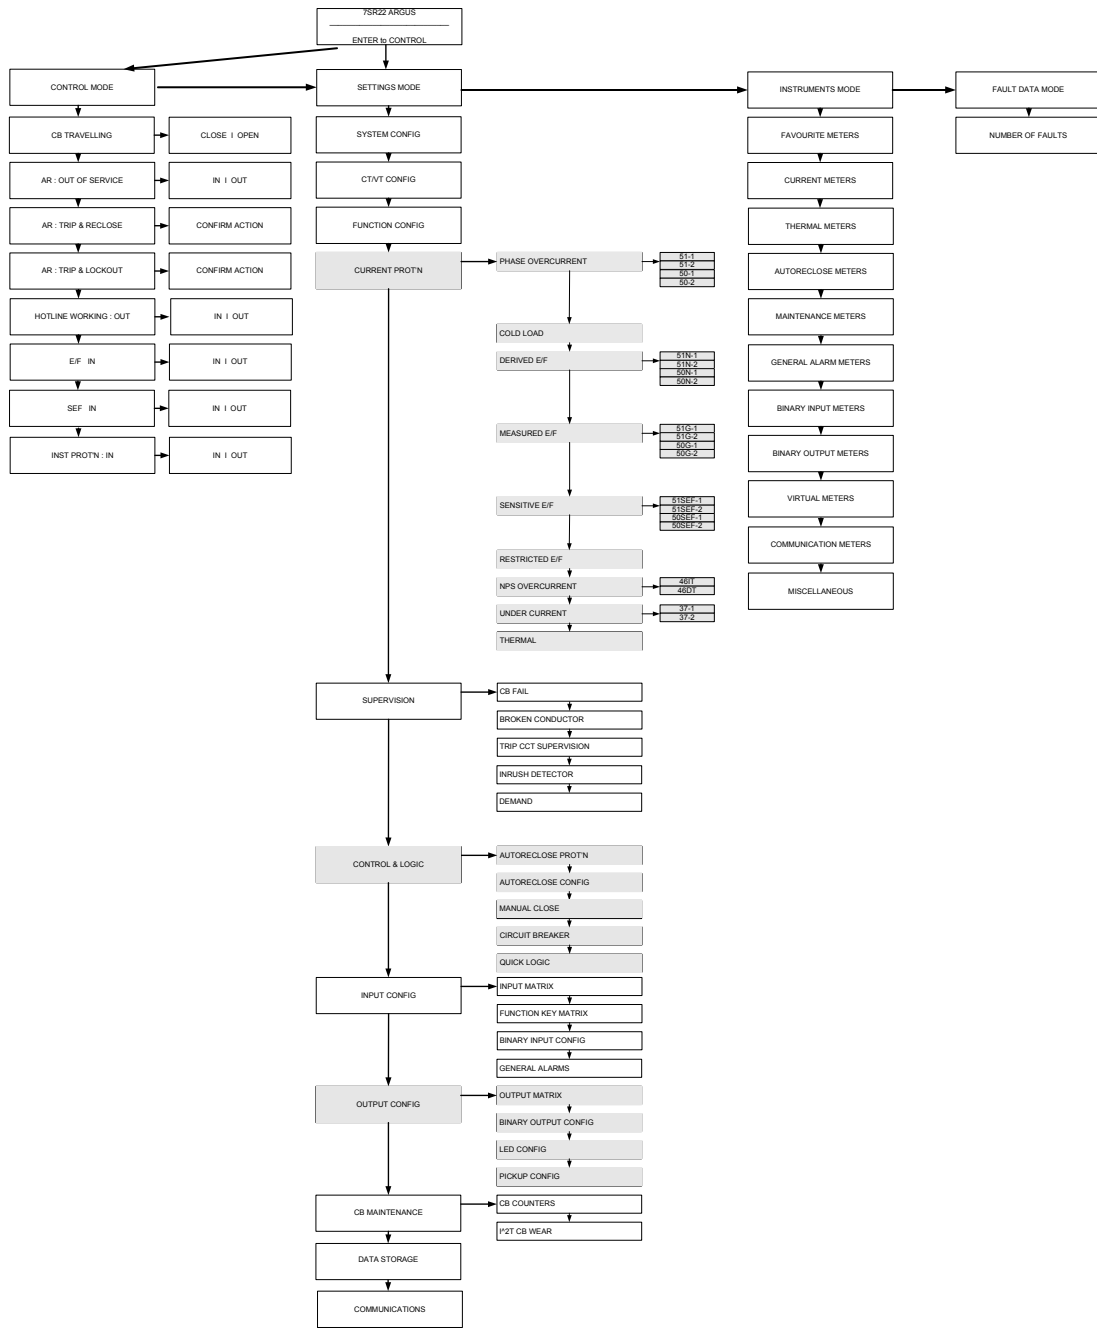 7SR22 ARGUS
ENTER to CONTROL
CONTROL MODE
CB TRAVELLING
CLOSE I OPEN
AR : OUT OF SERVICE
IN I OUT
AR : TRIP & RECLOSE
CONFIRM ACTION
AR : TRIP & LOCKOUT
CONFIRM ACTION
HOTLINE WORKING : OUT
IN I OUT
E/F IN
IN I OUT
SEF IN
IN I OUT
INST PROT'N : IN
IN I OUT
SETTINGS MODE
SYSTEM CONFIG
CT/VT CONFIG
FUNCTION CONFIG
CURRENT PROT'N
PHASE OVERCURRENT
51-1
51-2
50-1
50-2
COLD LOAD
DERIVED E/F
51N-1
51N-2
50N-1
50N-2
MEASURED E/F
51G-1
51G-2
50G-1
50G-2
SENSITIVE E/F
51SEF-1
51SEF-2
50SEF-1
50SEF-2
RESTRICTED E/F
NPS OVERCURRENT
46IT
46DT
UNDER CURRENT
37-1
37-2
THERMAL
SUPERVISION
CB FAIL
BROKEN CONDUCTOR
TRIP CCT SUPERVISION
INRUSH DETECTOR
DEMAND
CONTROL & LOGIC
AUTORECLOSE PROT'N
AUTORECLOSE CONFIG
MANUAL CLOSE
CIRCUIT BREAKER
QUICK LOGIC
INPUT CONFIG
INPUT MATRIX
FUNCTION KEY MATRIX
BINARY INPUT CONFIG
GENERAL ALARMS
OUTPUT CONFIG
OUTPUT MATRIX
BINARY OUTPUT CONFIG
LED CONFIG
PICKUP CONFIG
CB MAINTENANCE
CB COUNTERS
I^2T CB WEAR
DATA STORAGE
COMMUNICATIONS
INSTRUMENTS MODE
FAVOURITE METERS
CURRENT METERS
THERMAL METERS
AUTORECLOSE METERS
MAINTENANCE METERS
GENERAL ALARM METERS
BINARY INPUT METERS
BINARY OUTPUT METERS
VIRTUAL METERS
COMMUNICATION METERS
MISCELLANEOUS
FAULT DATA MODE
NUMBER OF FAULTS